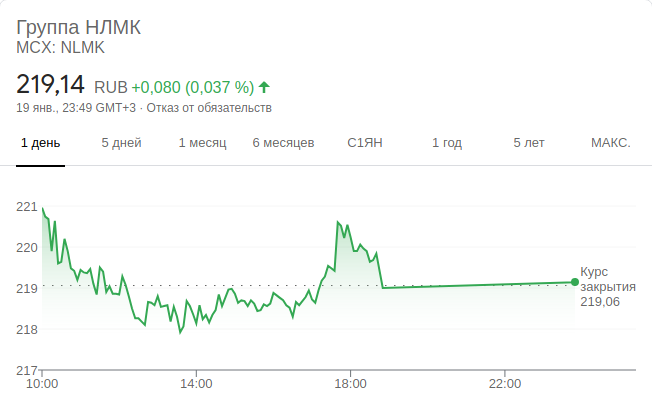 Группа НЛМК
MCX: NLMK
219,14 RUB +0,080 (0,037 %)
19 янв., 23:49 GMT+3 · Отказ от обязательств
1 день 5 дней 1 месяц 6 месяцев С1ЯН 1 год 5 лет МАКС.
221
220
219
218
217
Курс
закрытия
219,06
10:00 14:00 18:00 22:00